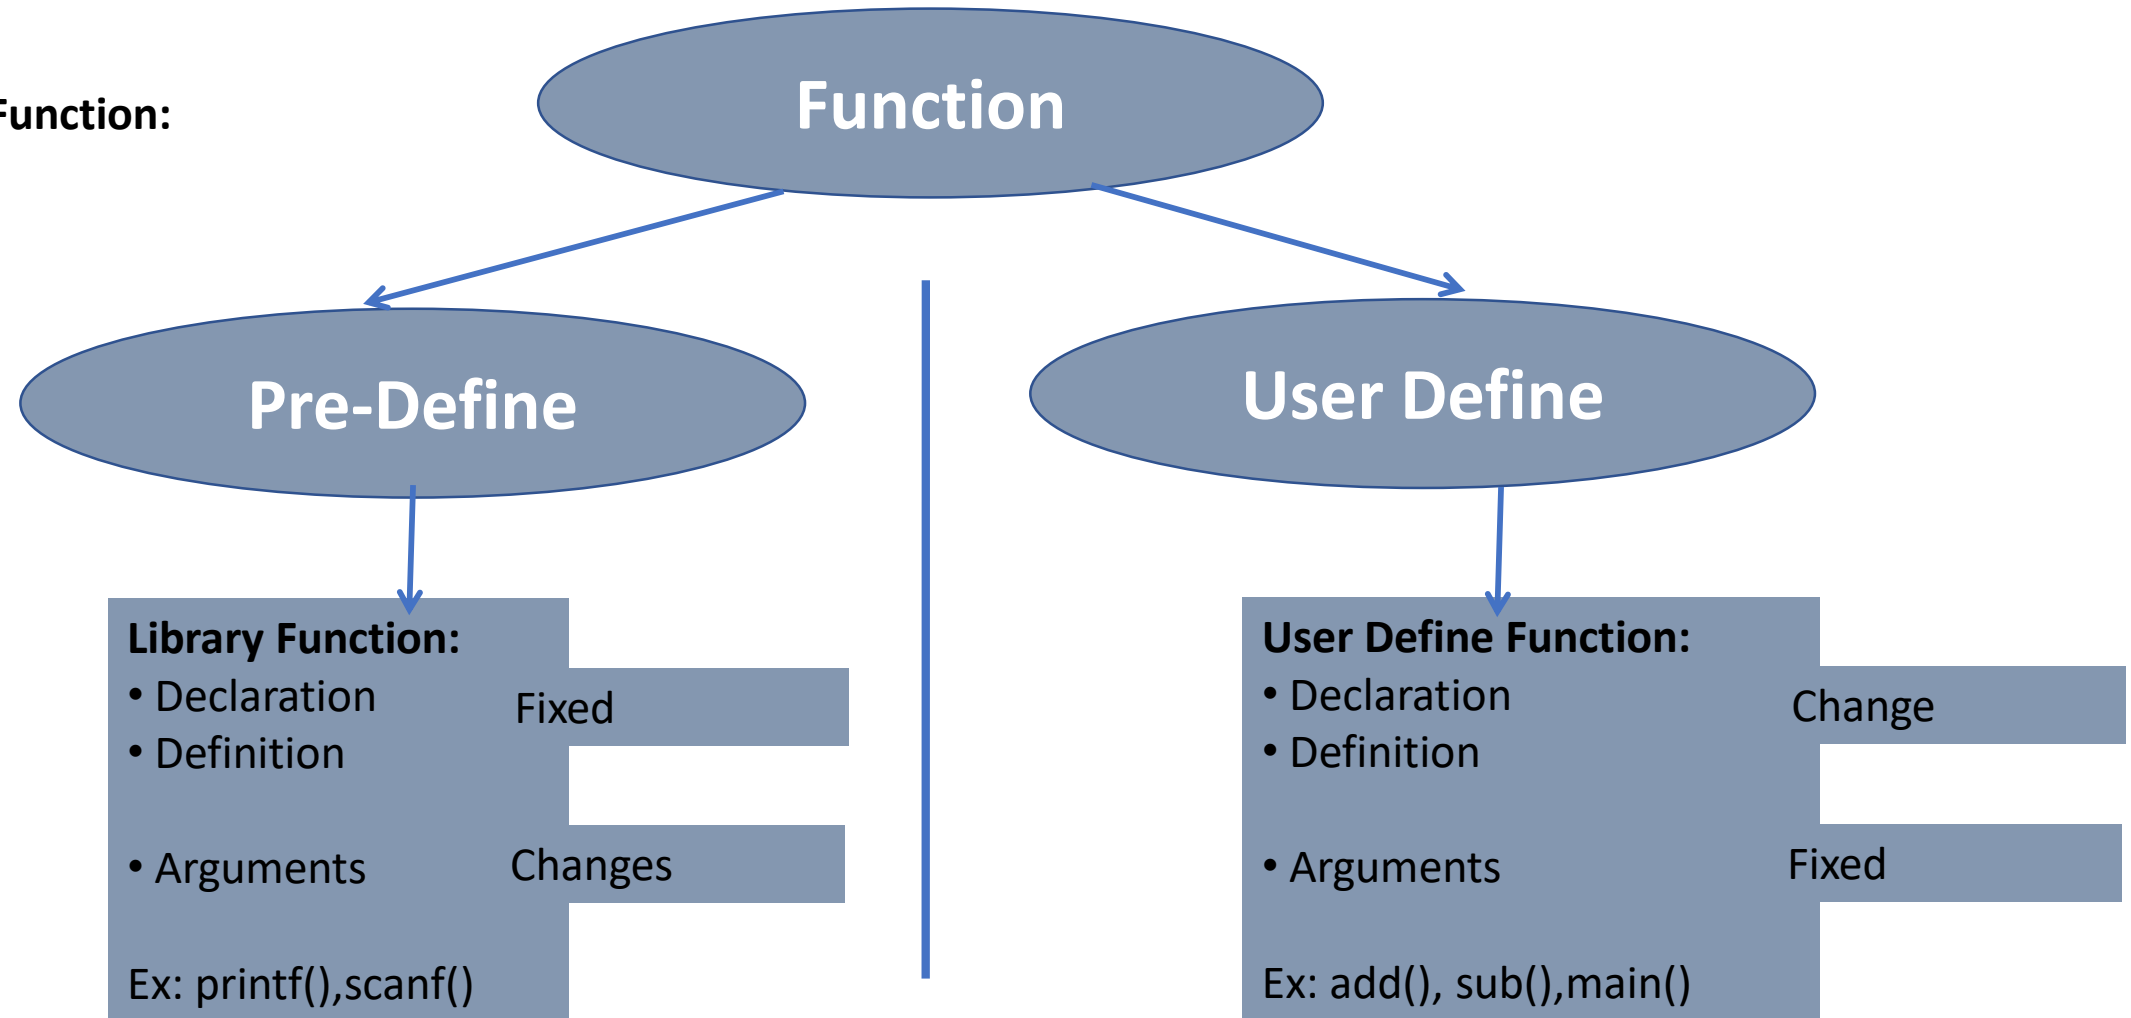 Function:
Function
Pre-Define
User Define
Library Function:
• Declaration
Fixed
• Definition
• Arguments
Changes
Ex: printf(),scanf()
User Define Function:
• Declaration
Change
• Definition
• Arguments
Fixed
Ex: add(), sub(),main()